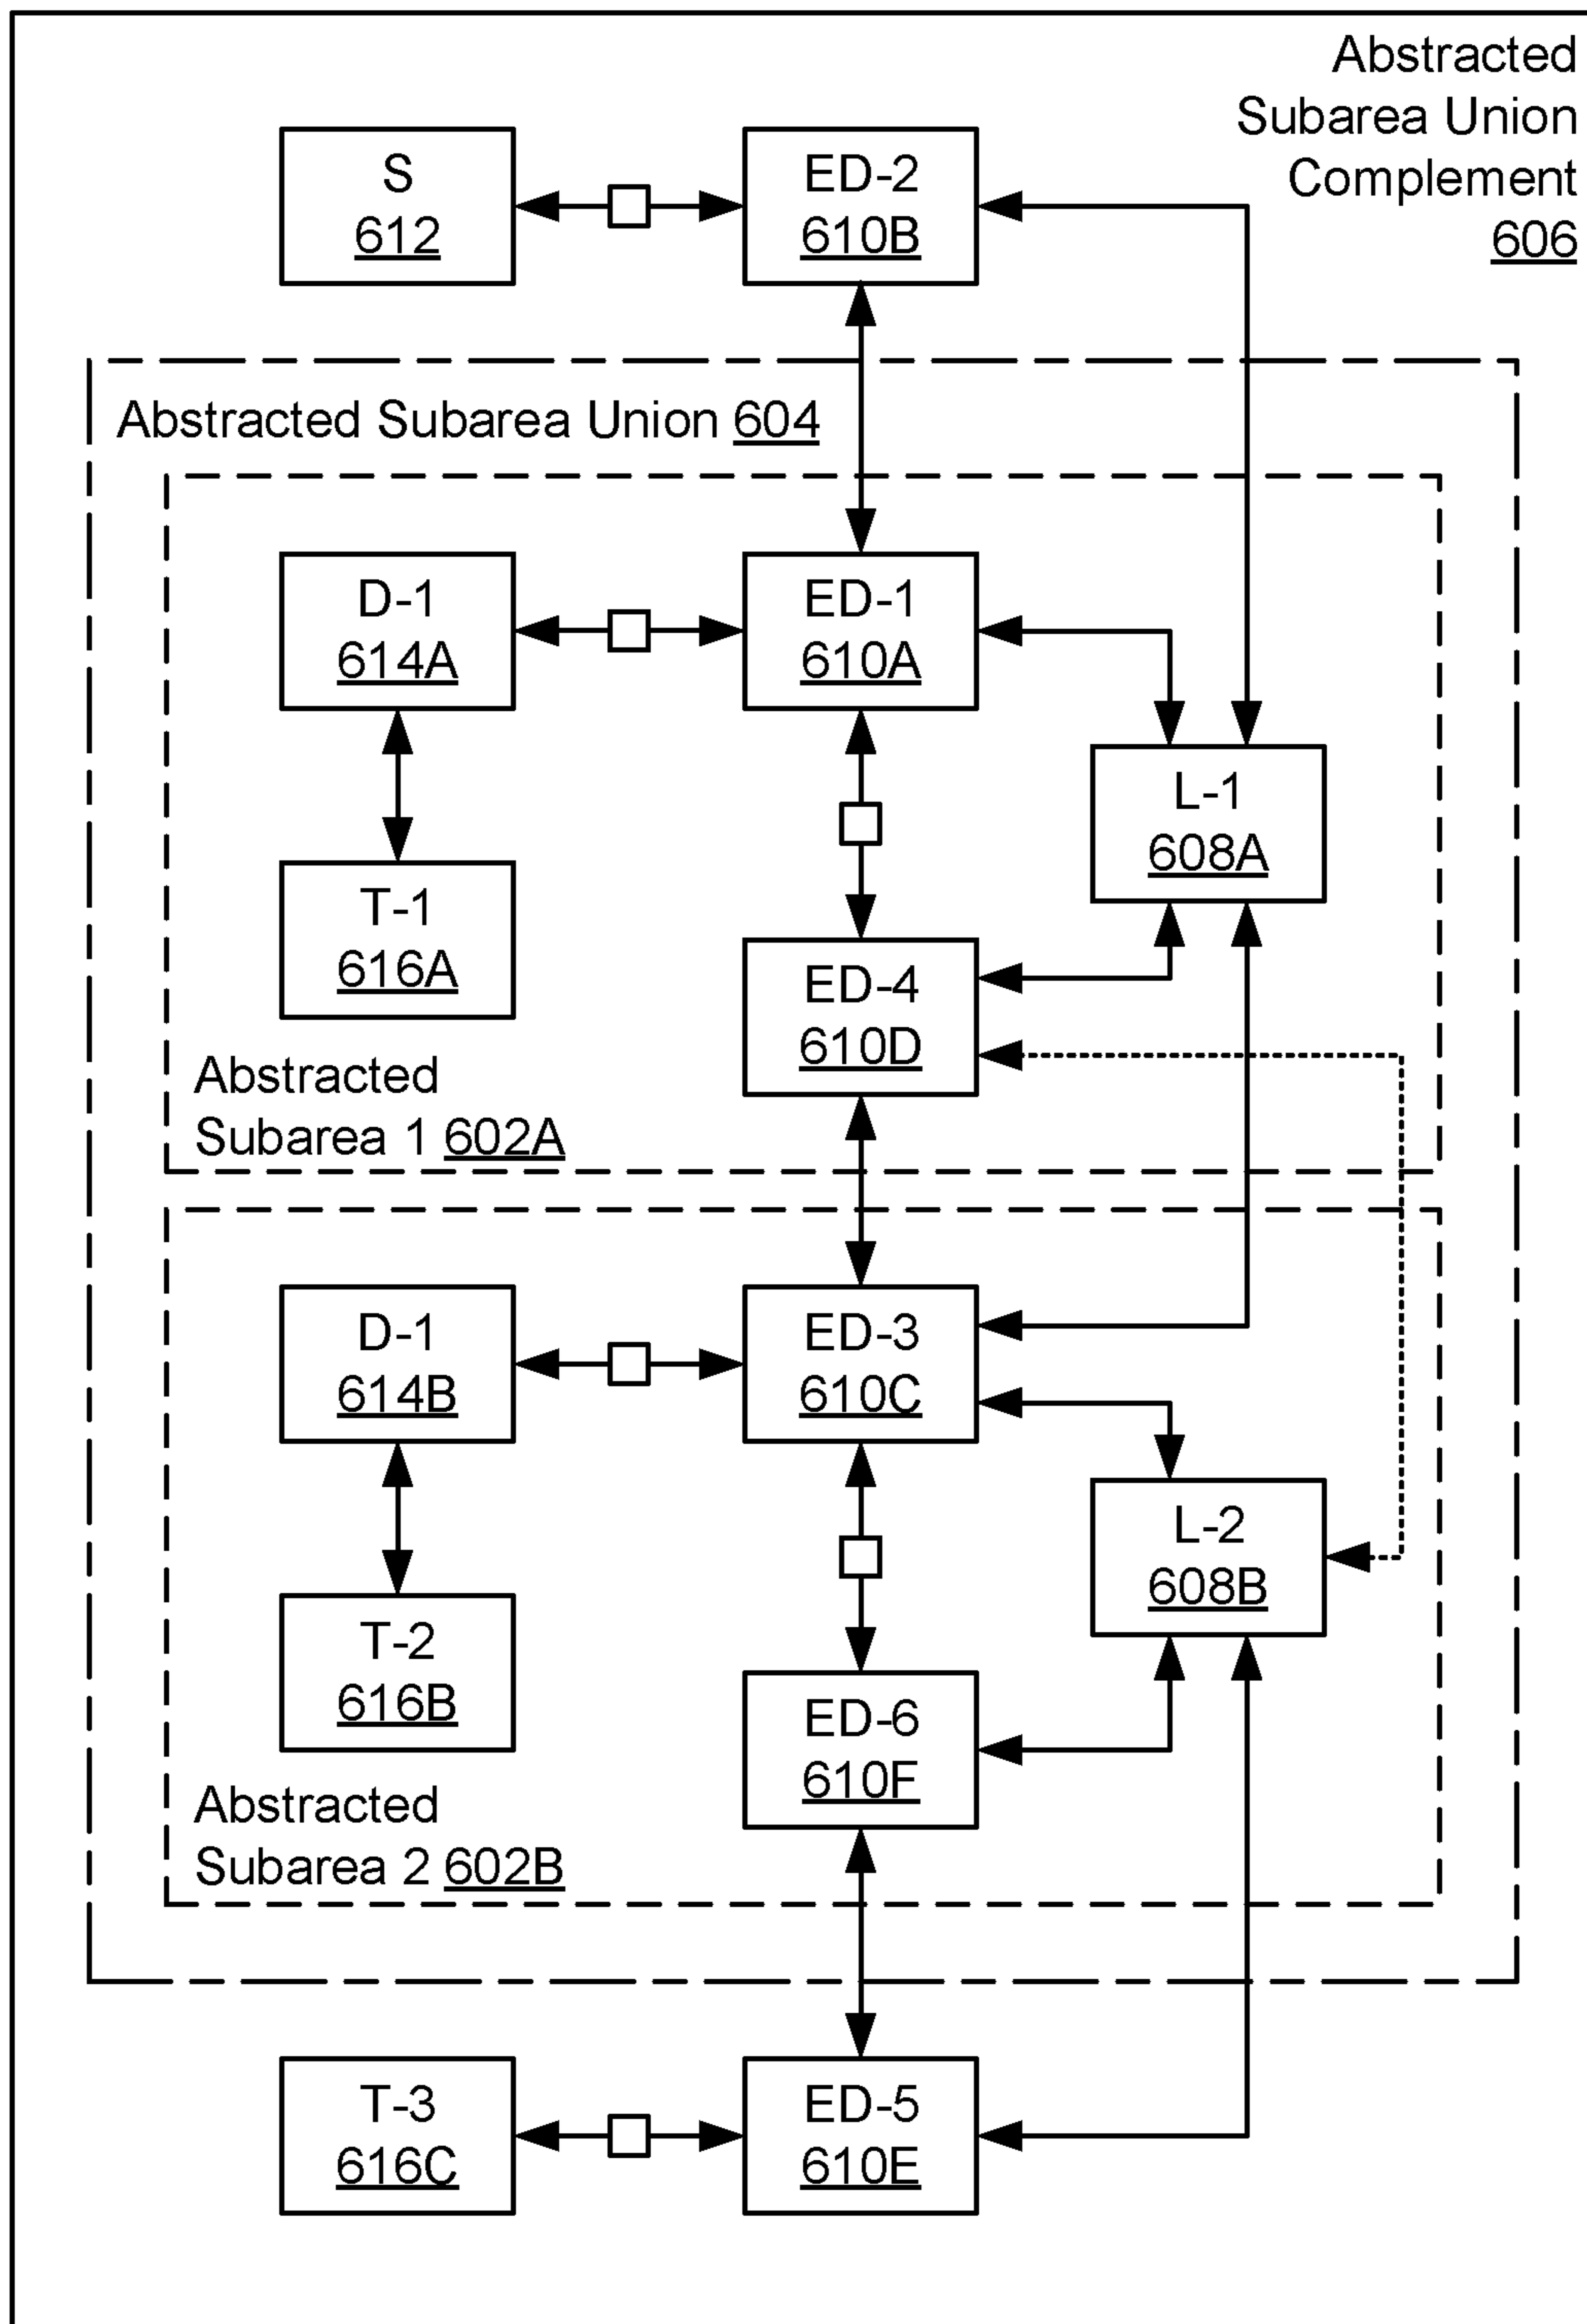 Abstracted
Subarea Union
Complement
606
S
612
ED-2
610B
Abstracted Subarea Union 604
D-1
614A
ED-1
610A
L-1
608A
T-1
616A
ED-4
610D
Abstracted
Subarea 1 602A
D-1
614B
ED-3
610C
L-2
608B
T-2
616B
ED-6
610F
Abstracted
Subarea 2 602B
T-3
616C
ED-5
610E